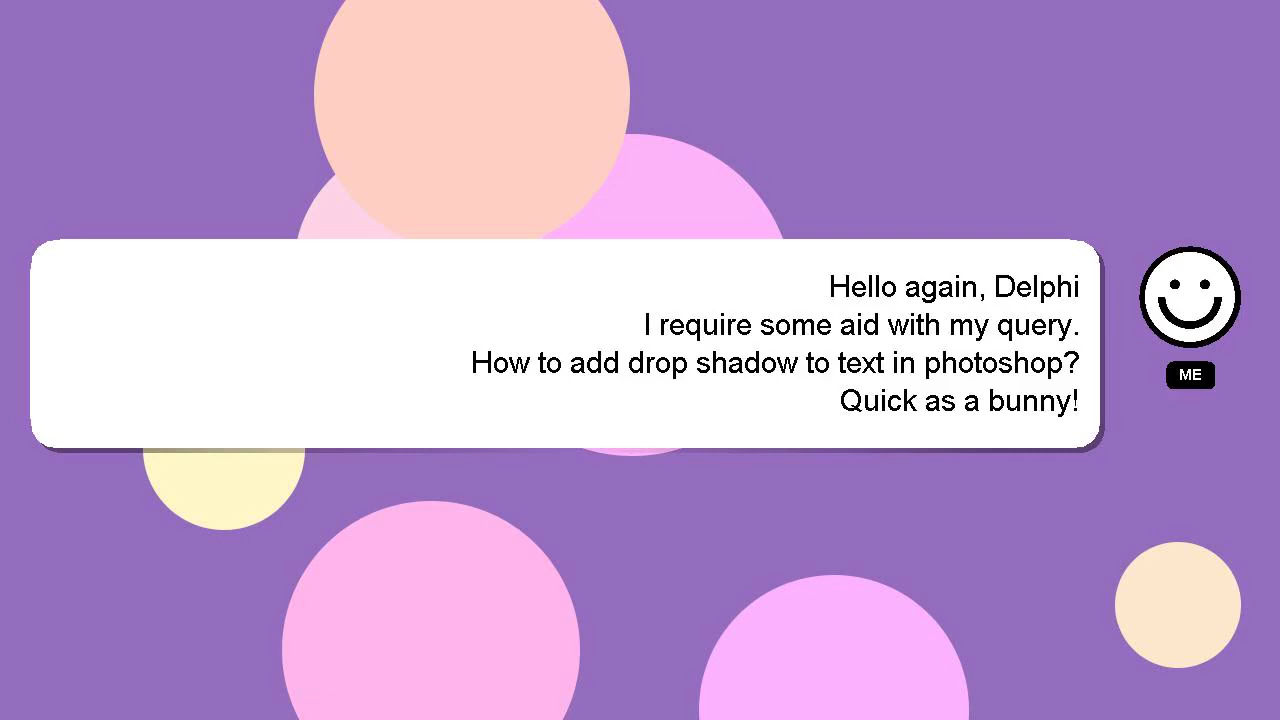 Hello again, Delphi
I require some aid with my query.
How to add drop shadow to text in photoshop?
Quick as a bunny!
ME